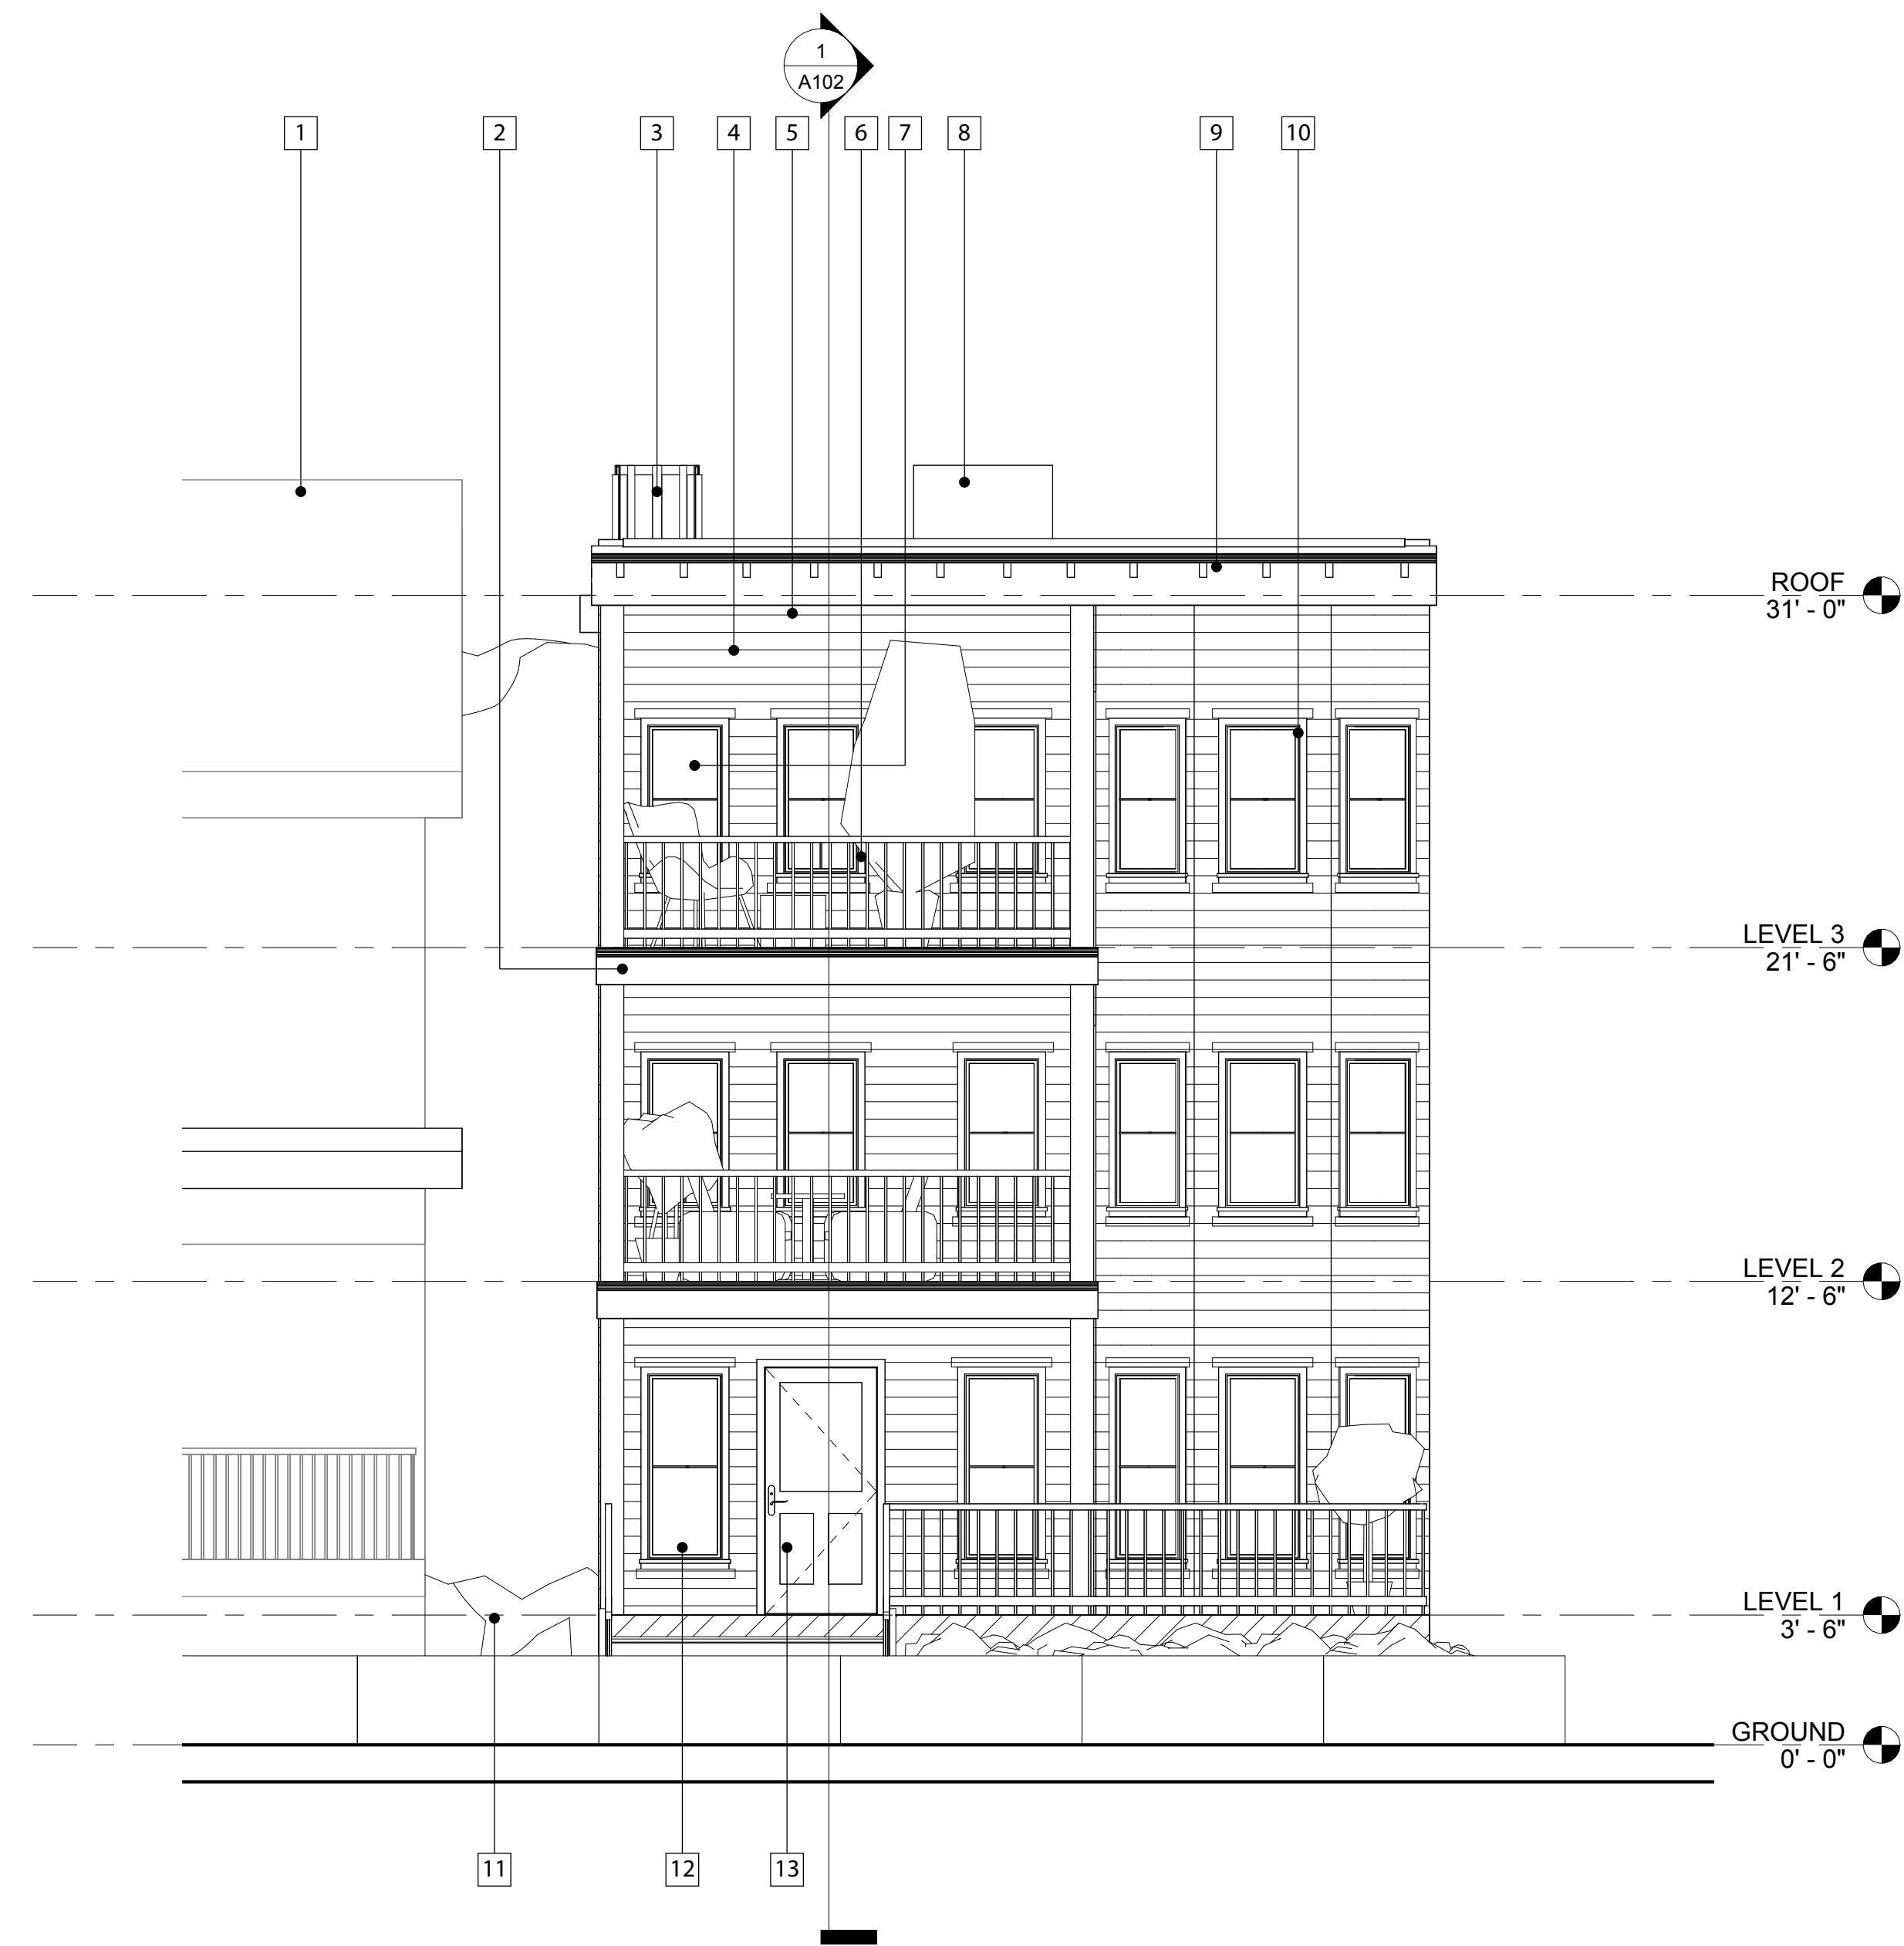 1
A102
1
2
3
4
5
6
7
8
9
10
ROOF
31' - 0"
LEVEL 3
21' - 6"
LEVEL 2
12' - 6"
LEVEL 1
3' - 6"
GROUND
0' - 0"
11
12
13